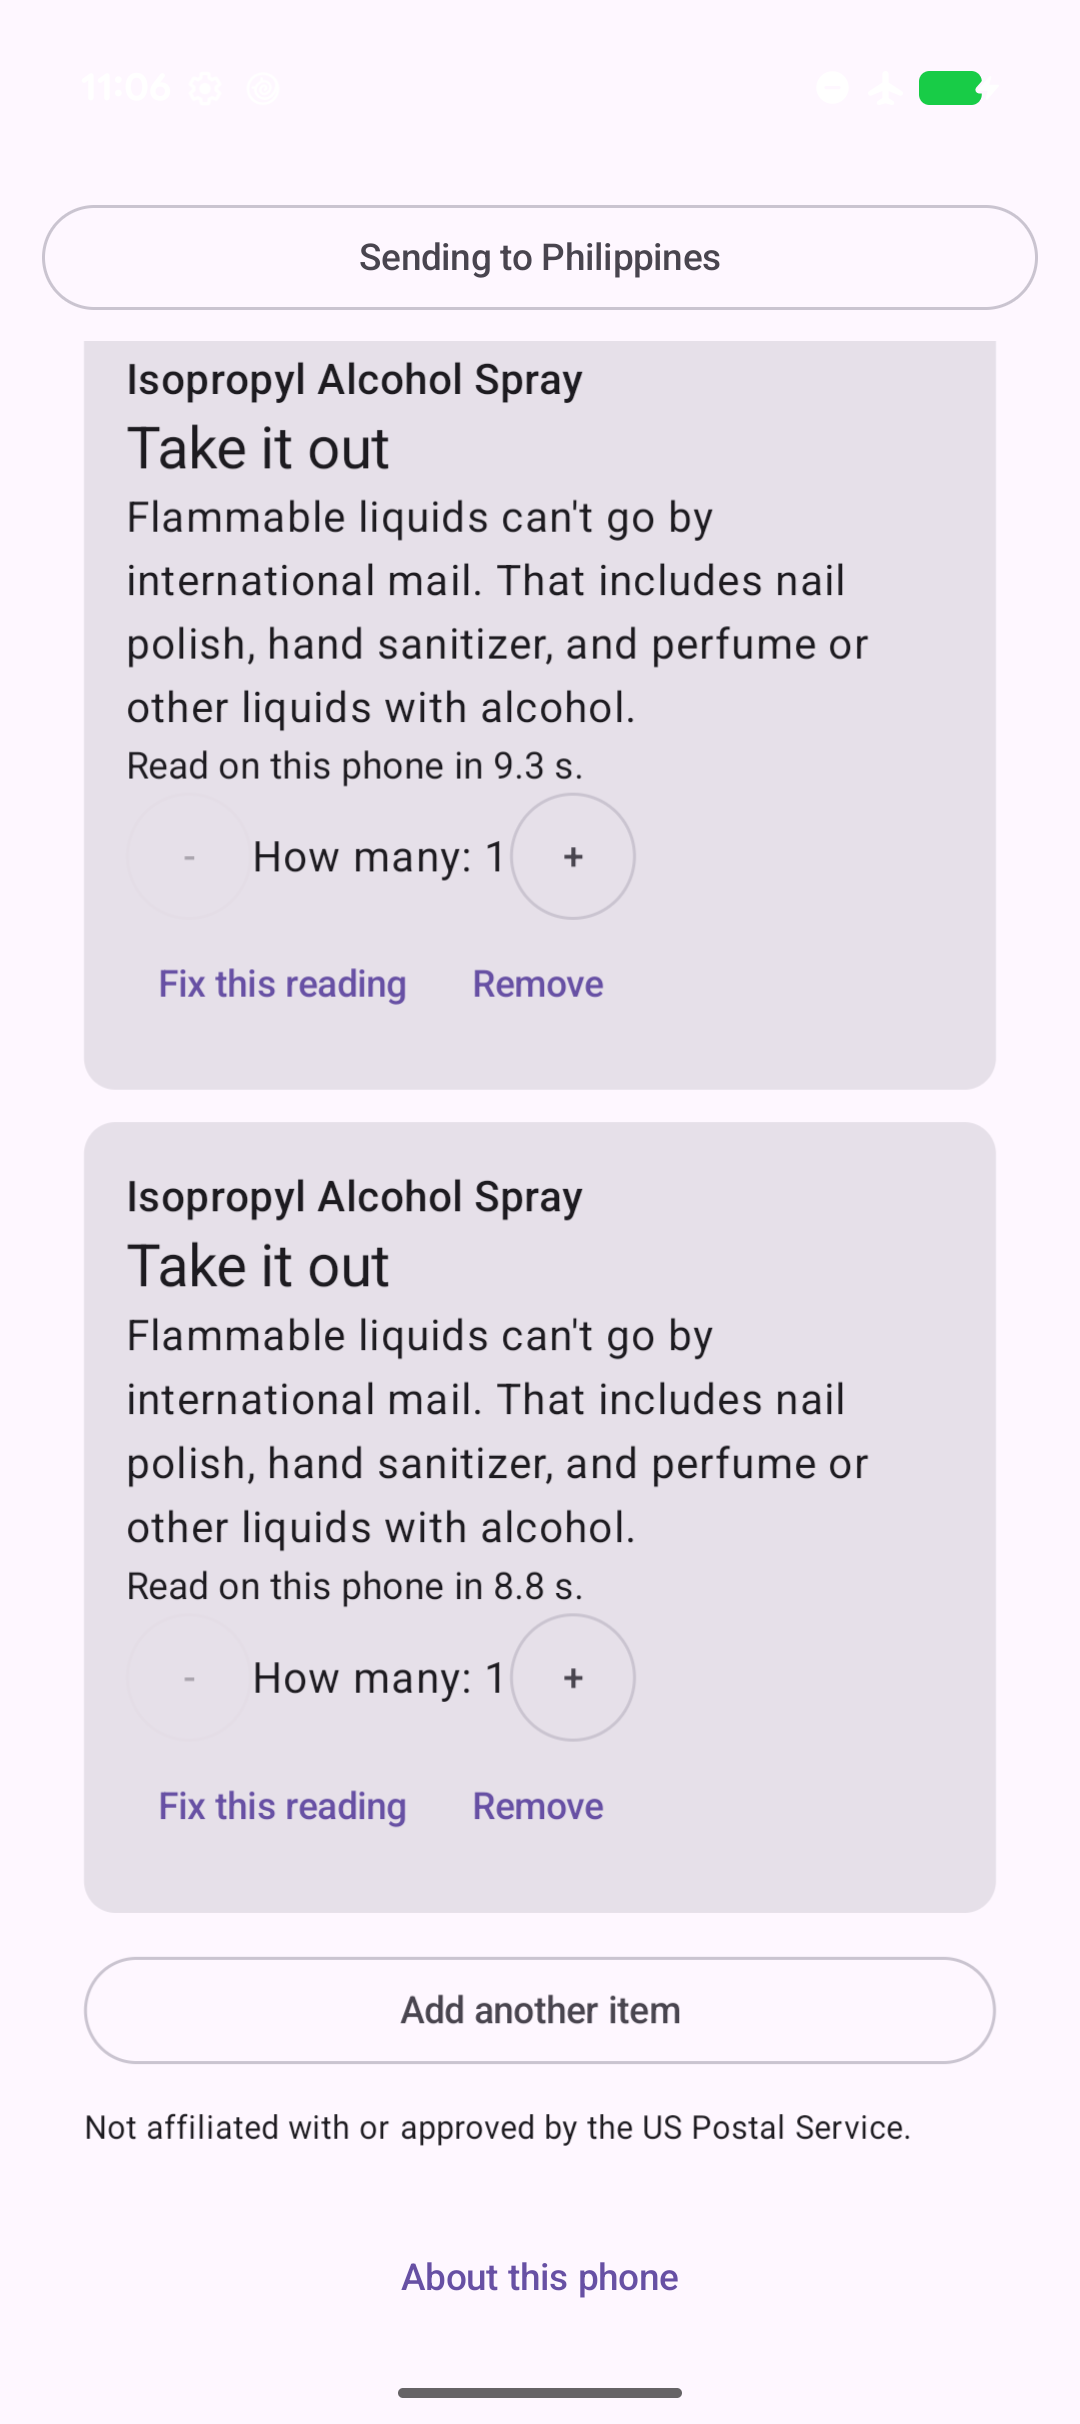 11:06
Sending to Philippines
Isopropyl Alcohol Spray
Take it out
Flammable liquids can't go by
international mail. That includes nail
polish, hand sanitizer, and perfume or
other liquids with alcohol.
Read on this phone in 9.3 s.
- How many: 1 +
Fix this reading Remove
Isopropyl Alcohol Spray
Take it out
Flammable liquids can't go by
international mail. That includes nail
polish, hand sanitizer, and perfume or
other liquids with alcohol.
Read on this phone in 8.8 s.
- How many: 1 +
Fix this reading Remove
Add another item
Not affiliated with or approved by the US Postal Service.
About this phone